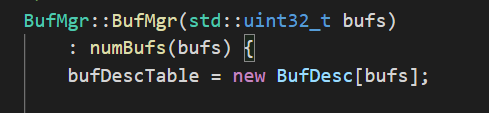 BufMgr::BufMgr(std::uint32_t bufs)
    : numBufs(bufs) {
    bufDescTable = new BufDesc[bufs];